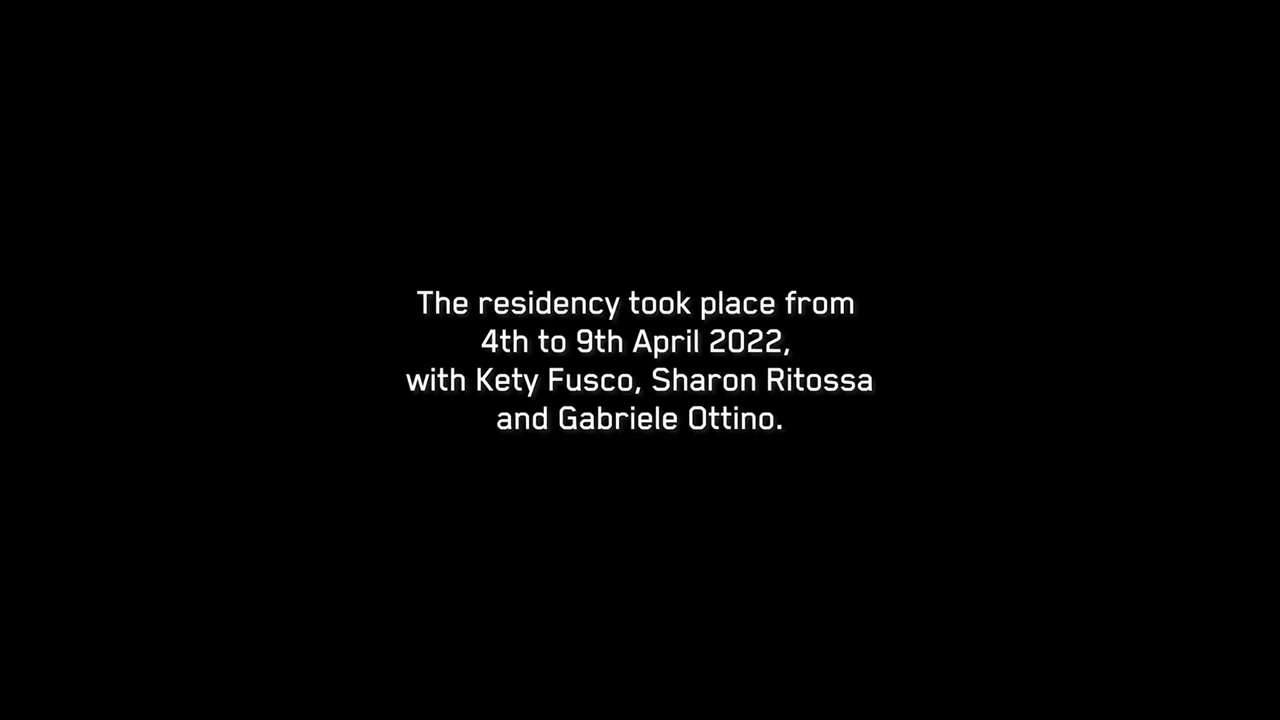 The residency took place from
4th to 9th April 2022,
with Kety Fusco, Sharon Ritossa
and Gabriele Ottino.